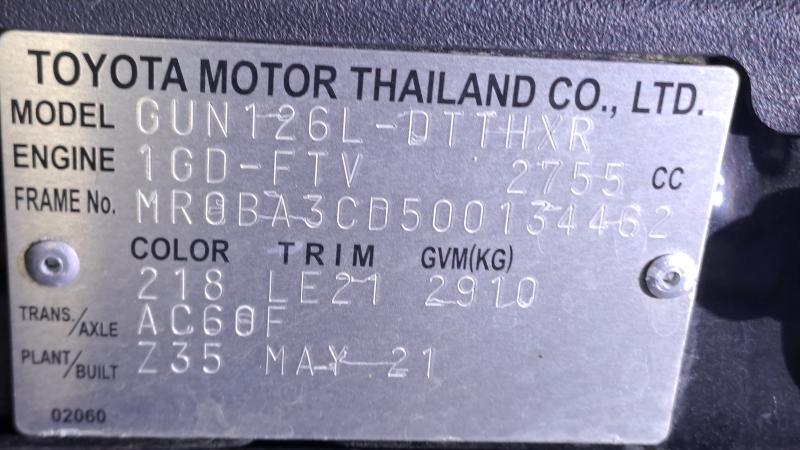 TOYOTA MOTOR THAILAND CO., LTD.
MODEL GUN126L-DTTHXR
ENGINE 1GD-FTV 2755 CC
FRAME No. MR0BA3CD500134462
COLOR TRIM GVM(KG)
218 LE21 2910
TRANS./AXLE AC60F
PLANT/BUILT Z35 MAY 21
02060